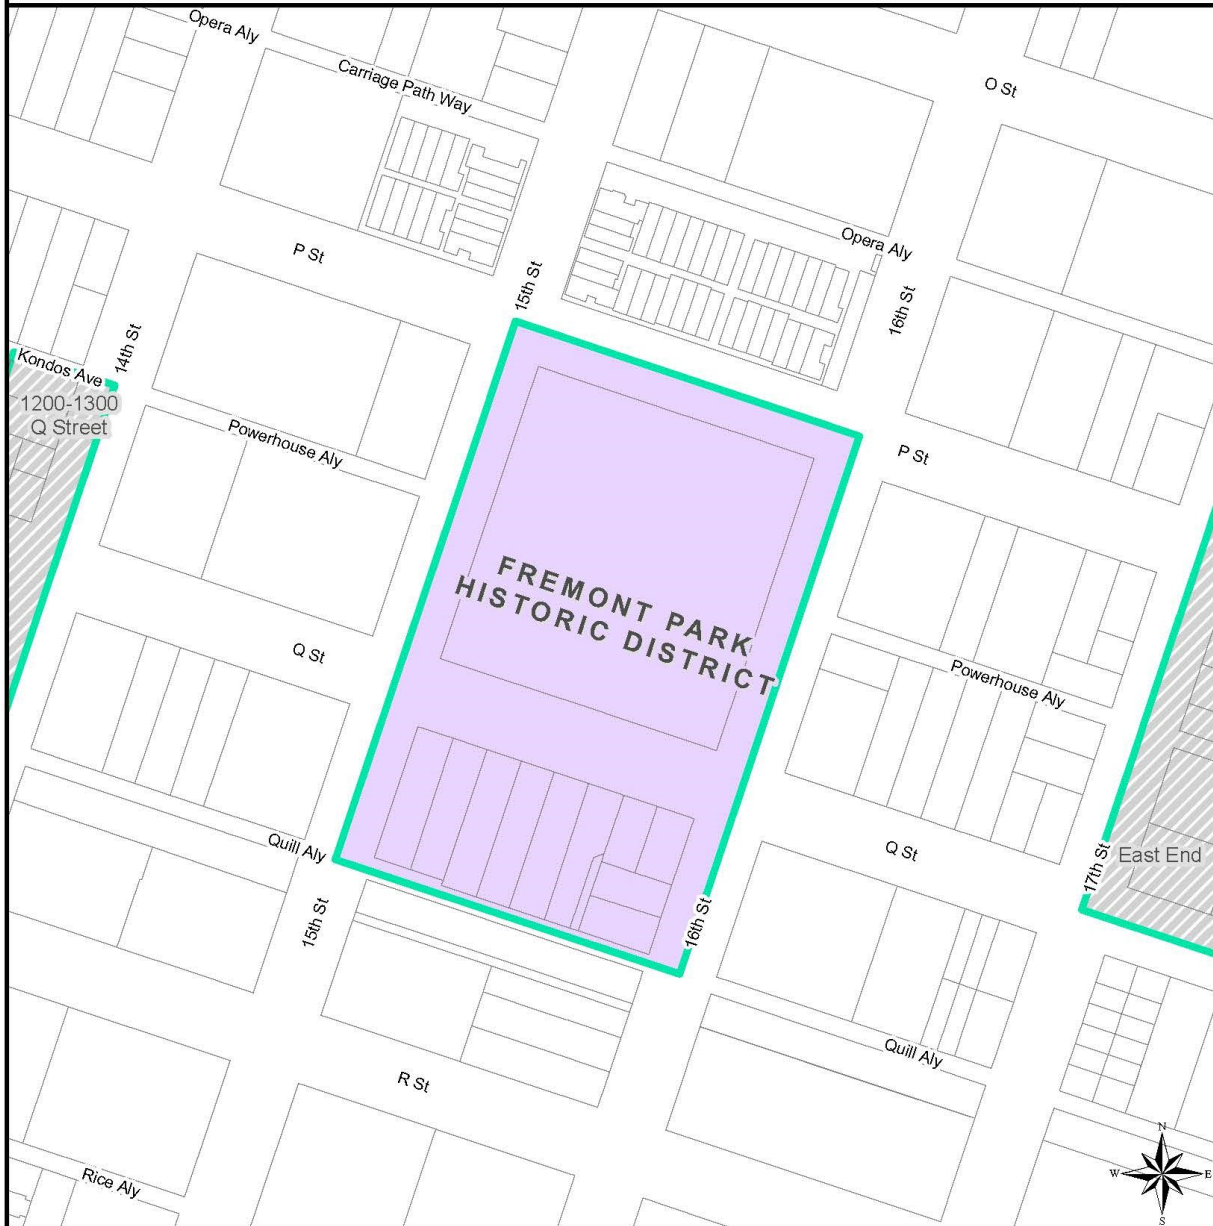 Opera Aly
Carriage Path Way
O St
Opera Aly
P St
15th St
16th St
14th St
Kondos Ave
1200-1300
Q Street
Powerhouse Aly
P St
FREMONT PARK
HISTORIC DISTRICT
Q St
Powerhouse Aly
Quill Aly
Q St
East End
17th St
15th St
16th St
Quill Aly
R St
Rice Aly
N
W
E
S